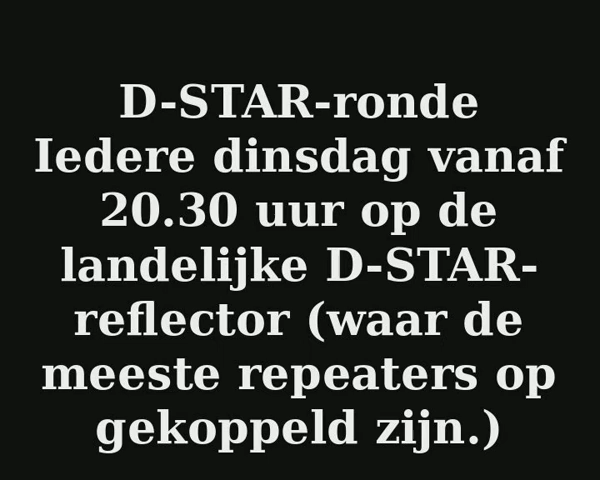 D-STAR-ronde
Iedere dinsdag vanaf
20.30 uur op de
landelijke D-STAR-
reflector (waar de
meeste repeaters op
gekoppeld zijn.)